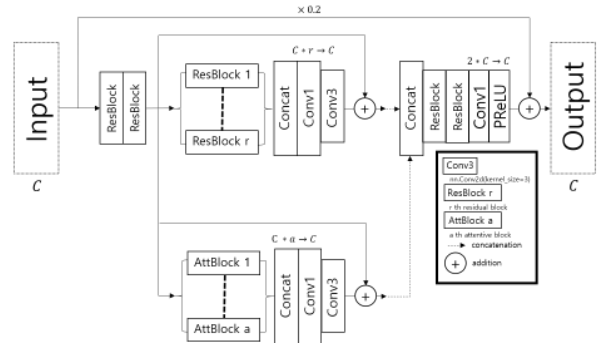 × 0.2
Input
C
ResBlock
ResBlock
ResBlock 1
ResBlock r
C * r → C
Concat
Conv1
Conv3
+
Concat
2 * C → C
ResBlock
ResBlock
Conv1
PReLU
+
Output
C
AttBlock 1
AttBlock a
C * a → C
Concat
Conv1
Conv3
+
Conv3
nn.Conv2d(kernel_size=3)
ResBlock r
r th residual block
AttBlock a
a th attentive block
concatenation
+ addition